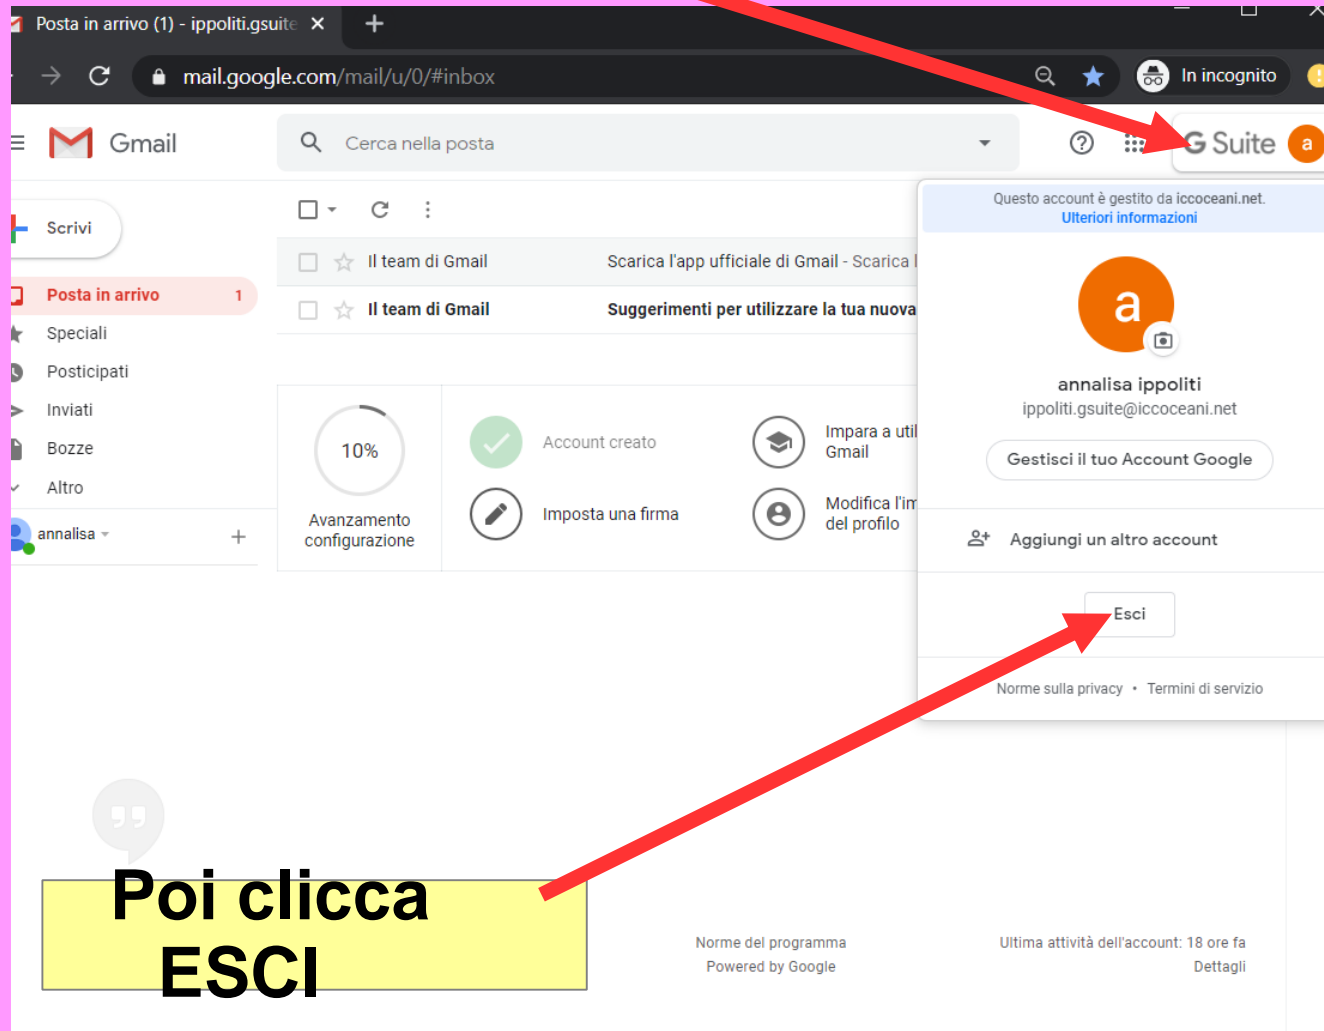 Posta in arrivo (1) - ippoliti.gsuite
mail.google.com/mail/u/0/#inbox
In incognito
Gmail
Cerca nella posta
G Suite
a
Questo account è gestito da iccoceani.net.
Ulteriori informazioni
Scrivi
Il team di Gmail
Scarica l'app ufficiale di Gmail - Scarica l
Posta in arrivo
1
Il team di Gmail
Suggerimenti per utilizzare la tua nuova
a
Speciali
Posticipati
Inviati
Bozze
Altro
annalisa
annalisa ippoliti
ippoliti.gsuite@iccoceani.net
Gestisci il tuo Account Google
10%
Avanzamento
configurazione
Account creato
Impara a util
Gmail
Imposta una firma
Modifica l'im
del profilo
Aggiungi un altro account
Esci
Norme sulla privacy • Termini di servizio
Poi clicca
ESCI
Norme del programma
Powered by Google
Ultima attività dell'account: 18 ore fa
Dettagli